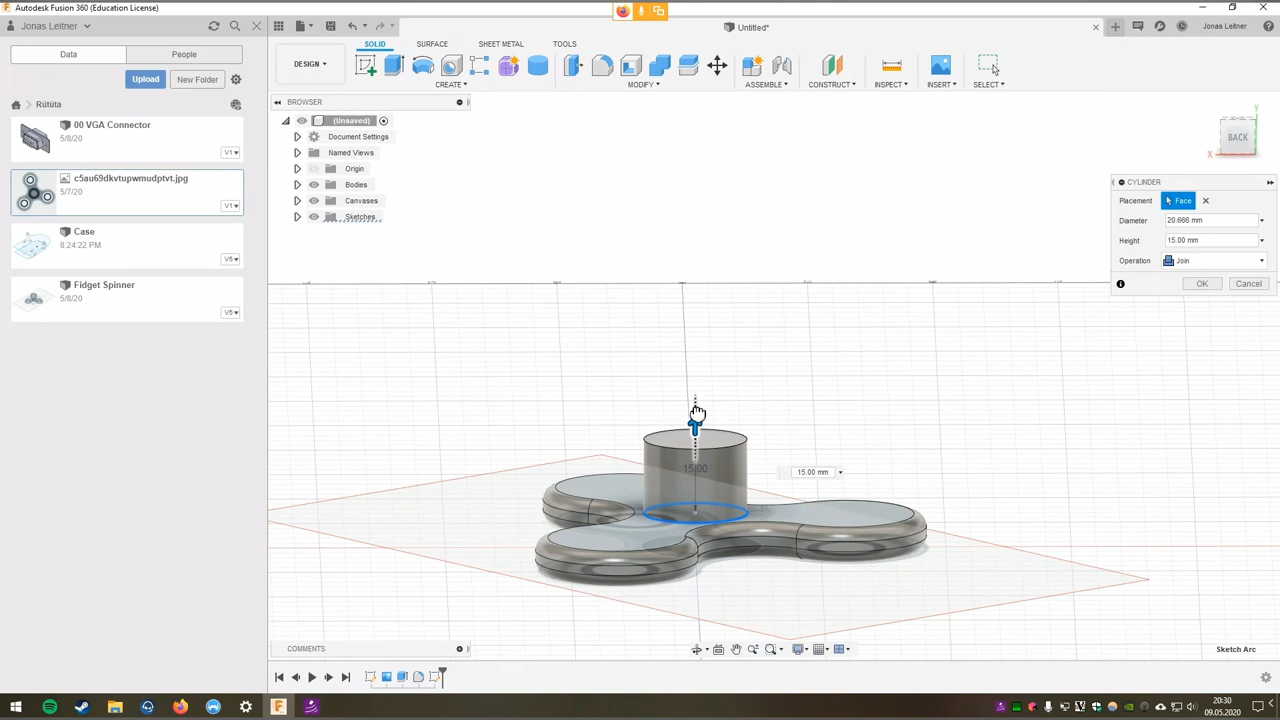 Autodesk Fusion 360 (Education License)
Jonas Leitner
Untitled*
Jonas Leitner
Data
People
Upload
New Folder
Rütüta
00 VGA Connector
5/8/20
V1
c5au69dkvtupwmudptvt.jpg
5/7/20
V1
Case
8:24:22 PM
V6
Fidget Spinner
5/8/20
V5
DESIGN
SOLID
SURFACE
SHEET METAL
TOOLS
CREATE
MODIFY
ASSEMBLE
CONSTRUCT
INSPECT
INSERT
SELECT
BROWSER
(Unsaved)
Document Settings
Named Views
Origin
Bodies
Canvases
Sketches
Y
BACK
X
CYLINDER
Placement
Face
Diameter
20.666 mm
Height
15.00 mm
Operation
Join
OK
Cancel
15.00
15.00 mm
COMMENTS
Sketch Arc
20:30
09.05.2020